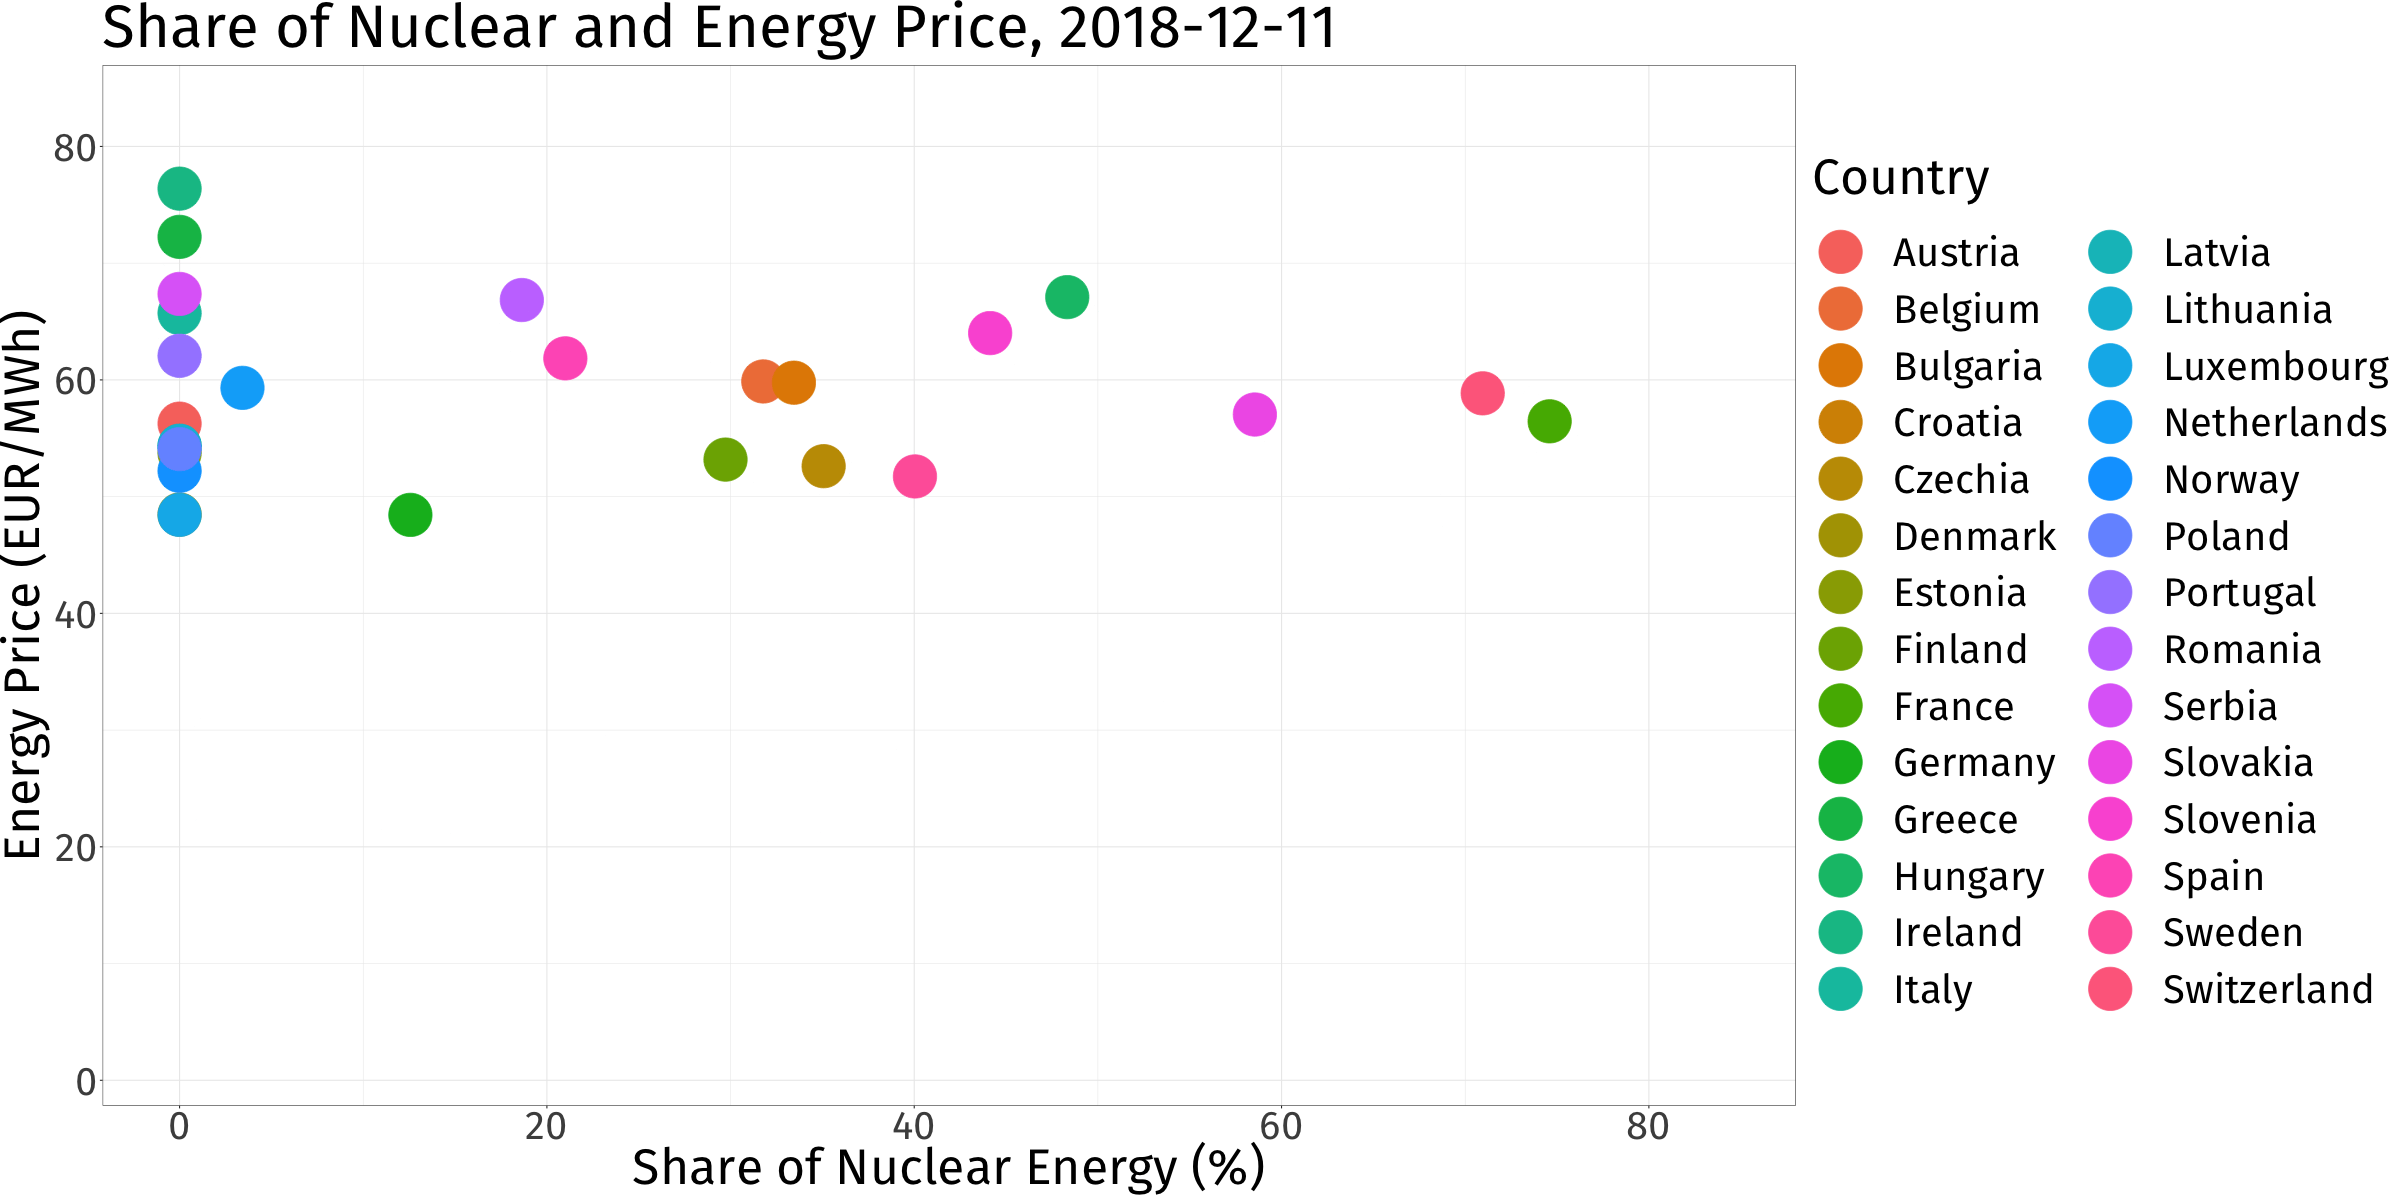 Share of Nuclear and Energy Price, 2018-12-11
Energy Price (EUR/MWh)
80
60
40
20
0
0 20 40 60 80
Share of Nuclear Energy (%)
Country
Austria
Belgium
Bulgaria
Croatia
Czechia
Denmark
Estonia
Finland
France
Germany
Greece
Hungary
Ireland
Italy
Latvia
Lithuania
Luxembourg
Netherlands
Norway
Poland
Portugal
Romania
Serbia
Slovakia
Slovenia
Spain
Sweden
Switzerland